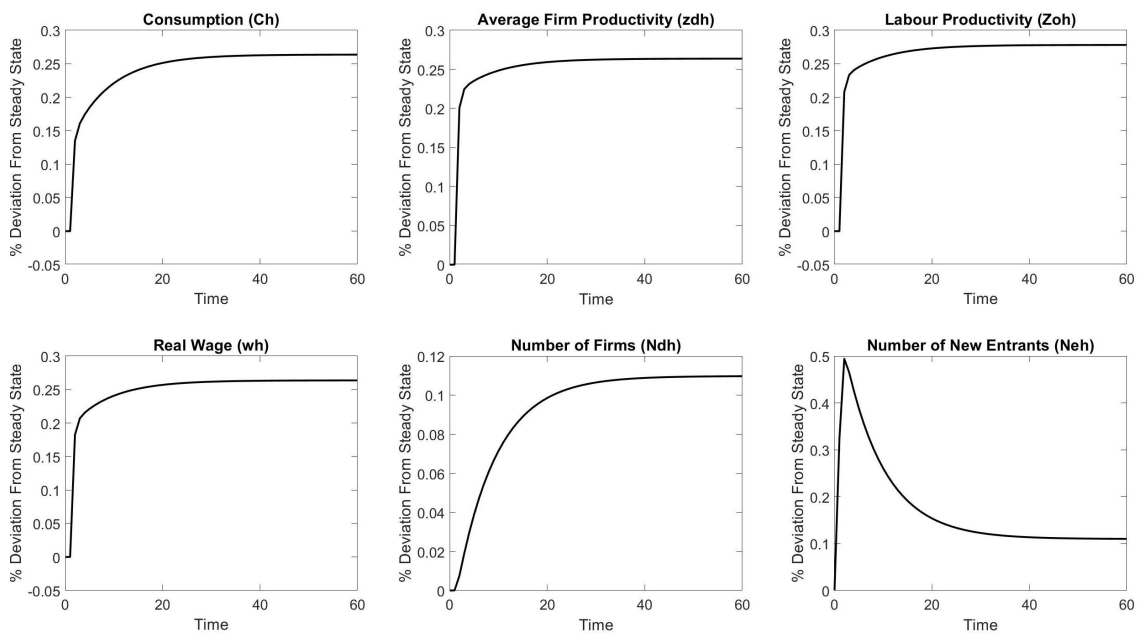 Consumption (Ch)
% Deviation From Steady State
0.3
0.25
0.2
0.15
0.1
0.05
0
-0.05
0 20 40 60
Time
Average Firm Productivity (zdh)
% Deviation From Steady State
0.3
0.25
0.2
0.15
0.1
0.05
0
0 20 40 60
Time
Labour Productivity (Zoh)
% Deviation From Steady State
0.3
0.25
0.2
0.15
0.1
0.05
0
-0.05
0 20 40 60
Time
Real Wage (wh)
% Deviation From Steady State
0.3
0.25
0.2
0.15
0.1
0.05
0
-0.05
0 20 40 60
Time
Number of Firms (Ndh)
% Deviation From Steady State
0.12
0.1
0.08
0.06
0.04
0.02
0
0 20 40 60
Time
Number of New Entrants (Neh)
% Deviation From Steady State
0.5
0.4
0.3
0.2
0.1
0
0 20 40 60
Time